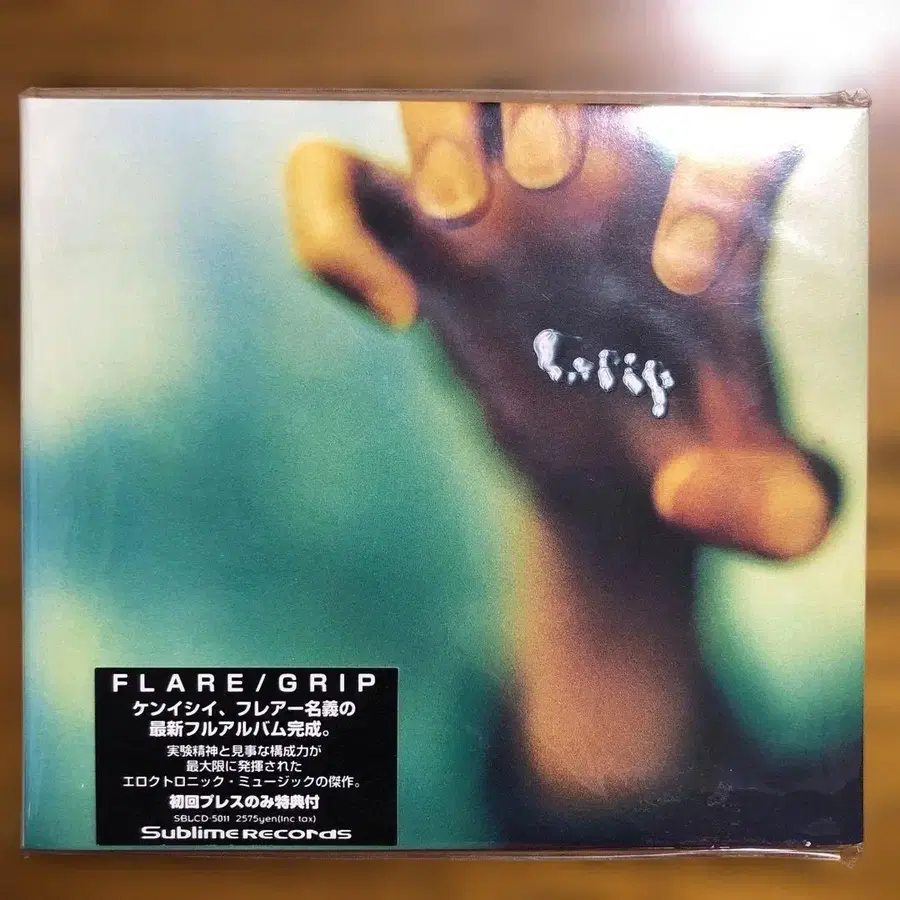 Grip
FLARE/GRIP
ケンイシイ、フレアー名義の
最新フルアルバム完成。
実験精神と見事な構成力が
最大限に発揮された
エロクトロニック・ミュージックの傑作。
初回プレスのみ特典付
SBLCD-5011 2575yen(Inc tax)
Sublime Records